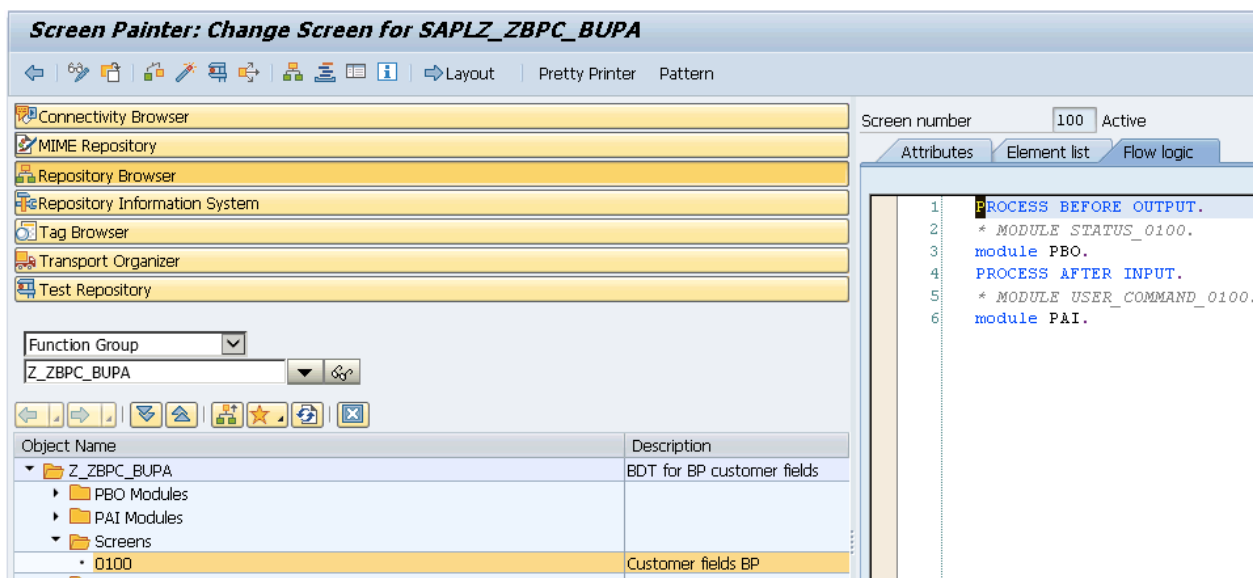 Screen Painter: Change Screen for SAPLZ_ZBPC_BUPA
Layout Pretty Printer Pattern
Connectivity Browser
MIME Repository
Repository Browser
Repository Information System
Tag Browser
Transport Organizer
Test Repository
Function Group
Z_ZBPC_BUPA
Object Name Description
Z_ZBPC_BUPA BDT for BP customer fields
PBO Modules
PAI Modules
Screens
0100 Customer fields BP
Screen number 100 Active
Attributes Element list Flow logic
1 PROCESS BEFORE OUTPUT.
2 * MODULE STATUS_0100.
3 module PBO.
4 PROCESS AFTER INPUT.
5 * MODULE USER_COMMAND_0100.
6 module PAI.